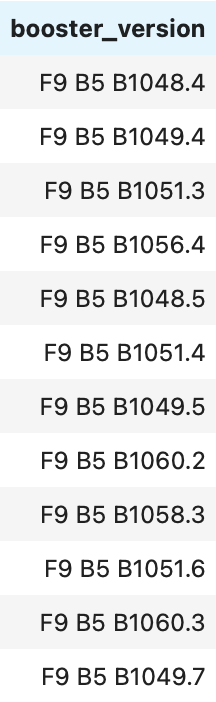 booster_version
F9 B5 B1048.4
F9 B5 B1049.4
F9 B5 B1051.3
F9 B5 B1056.4
F9 B5 B1048.5
F9 B5 B1051.4
F9 B5 B1049.5
F9 B5 B1060.2
F9 B5 B1058.3
F9 B5 B1051.6
F9 B5 B1060.3
F9 B5 B1049.7